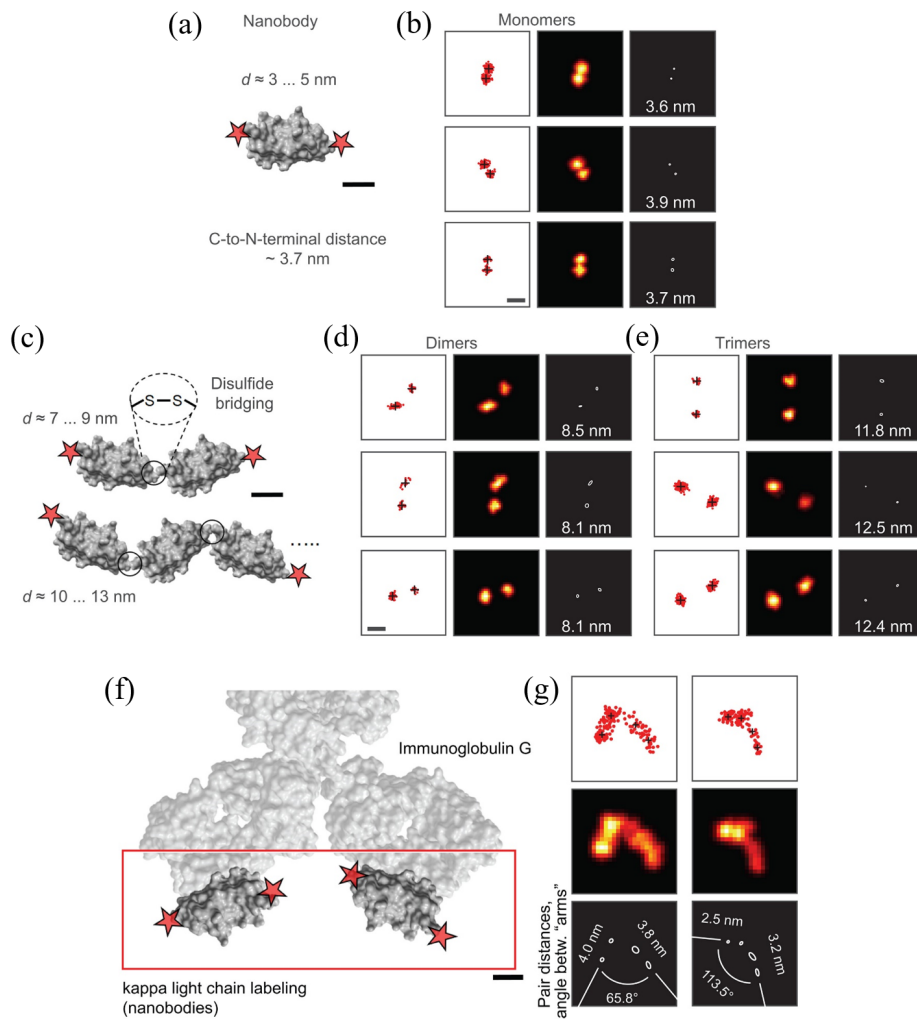 (a)
Nanobody
d ≈ 3 ... 5 nm
C-to-N-terminal distance
~ 3.7 nm
(b)
Monomers
3.6 nm
3.9 nm
3.7 nm
(c)
S–S
Disulfide
bridging
d ≈ 7 ... 9 nm
.....
d ≈ 10 ... 13 nm
(d)
Dimers
8.5 nm
8.1 nm
8.1 nm
(e)
Trimers
11.8 nm
12.5 nm
12.4 nm
(f)
Immunoglobulin G
kappa light chain labeling
(nanobodies)
(g)
Pair distances,
angle betw. “arms”
4.0 nm
3.8 nm
65.8°
2.5 nm
3.2 nm
113.5°